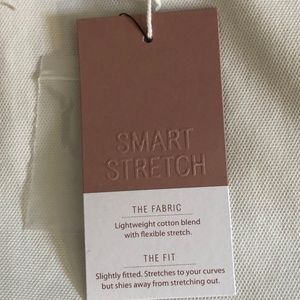 SMART
STRETCH
THE FABRIC
Lightweight cotton blend
with flexible stretch.
THE FIT
Slightly fitted. Stretches to your curves
but shies away from stretching out.